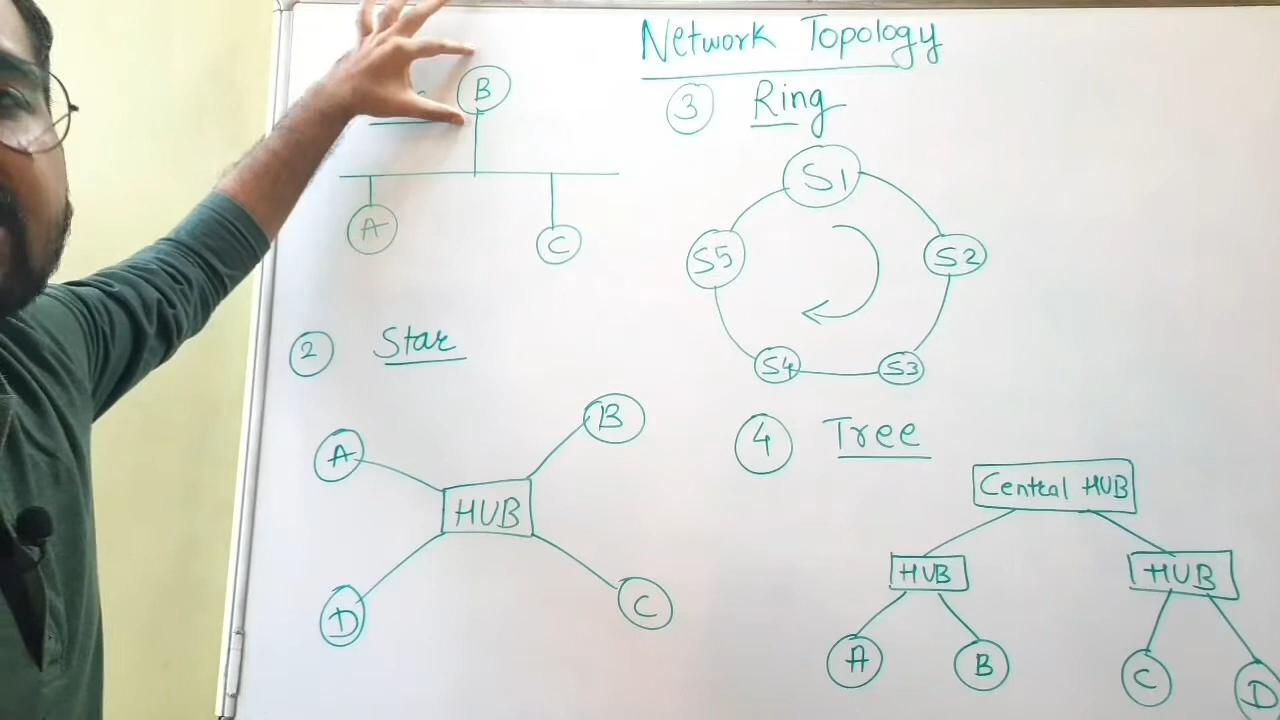 Network Topology
B
A
C
② Star
A
B
HUB
D
C
③ Ring
S1
S5
S2
S4
S3
④ Tree
Central HUB
HUB
HUB
A
B
C
D